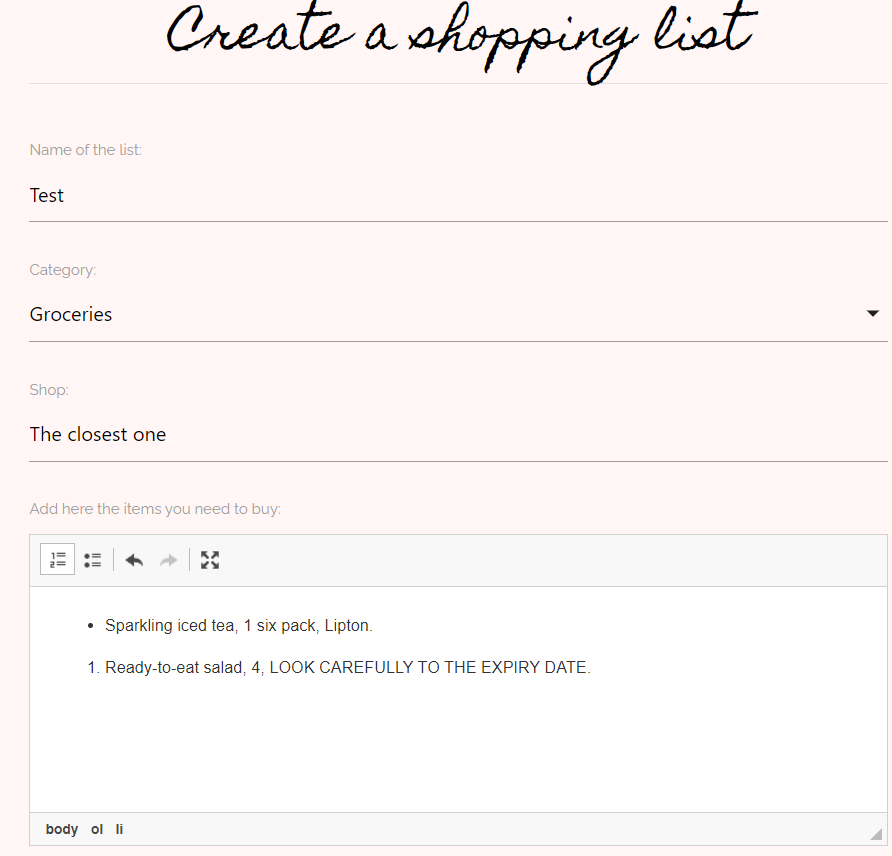 Create a shopping list
Name of the list:
Test
Category:
Groceries
Shop:
The closest one
Add here the items you need to buy:
• Sparkling iced tea, 1 six pack, Lipton.
1. Ready-to-eat salad, 4, LOOK CAREFULLY TO THE EXPIRY DATE.
body ol li